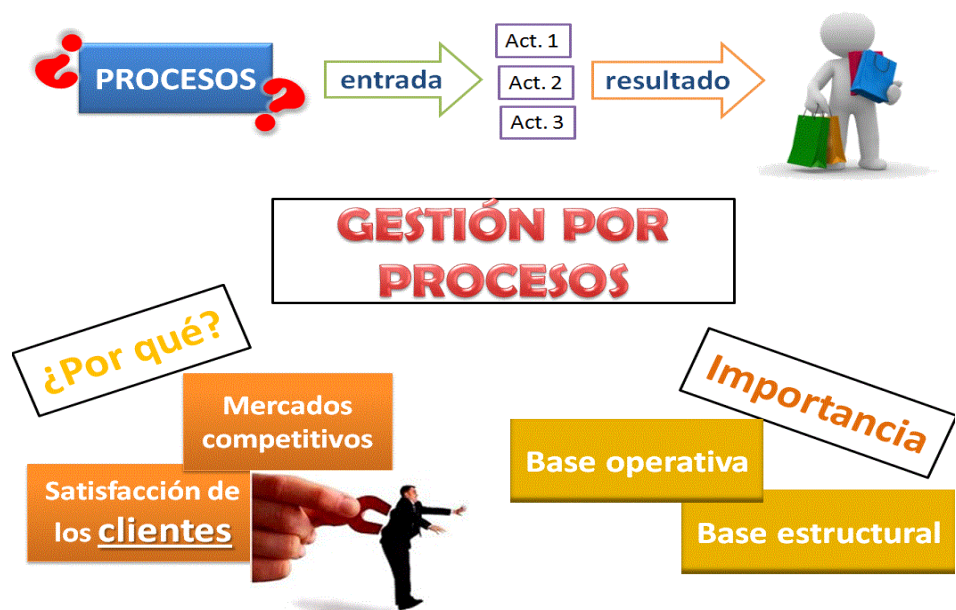 ¿
PROCESOS
?
entrada
Act. 1
Act. 2
Act. 3
resultado
GESTIÓN POR
PROCESOS
¿Por qué?
Mercados
competitivos
Satisfacción de
los clientes
Importancia
Base operativa
Base estructural